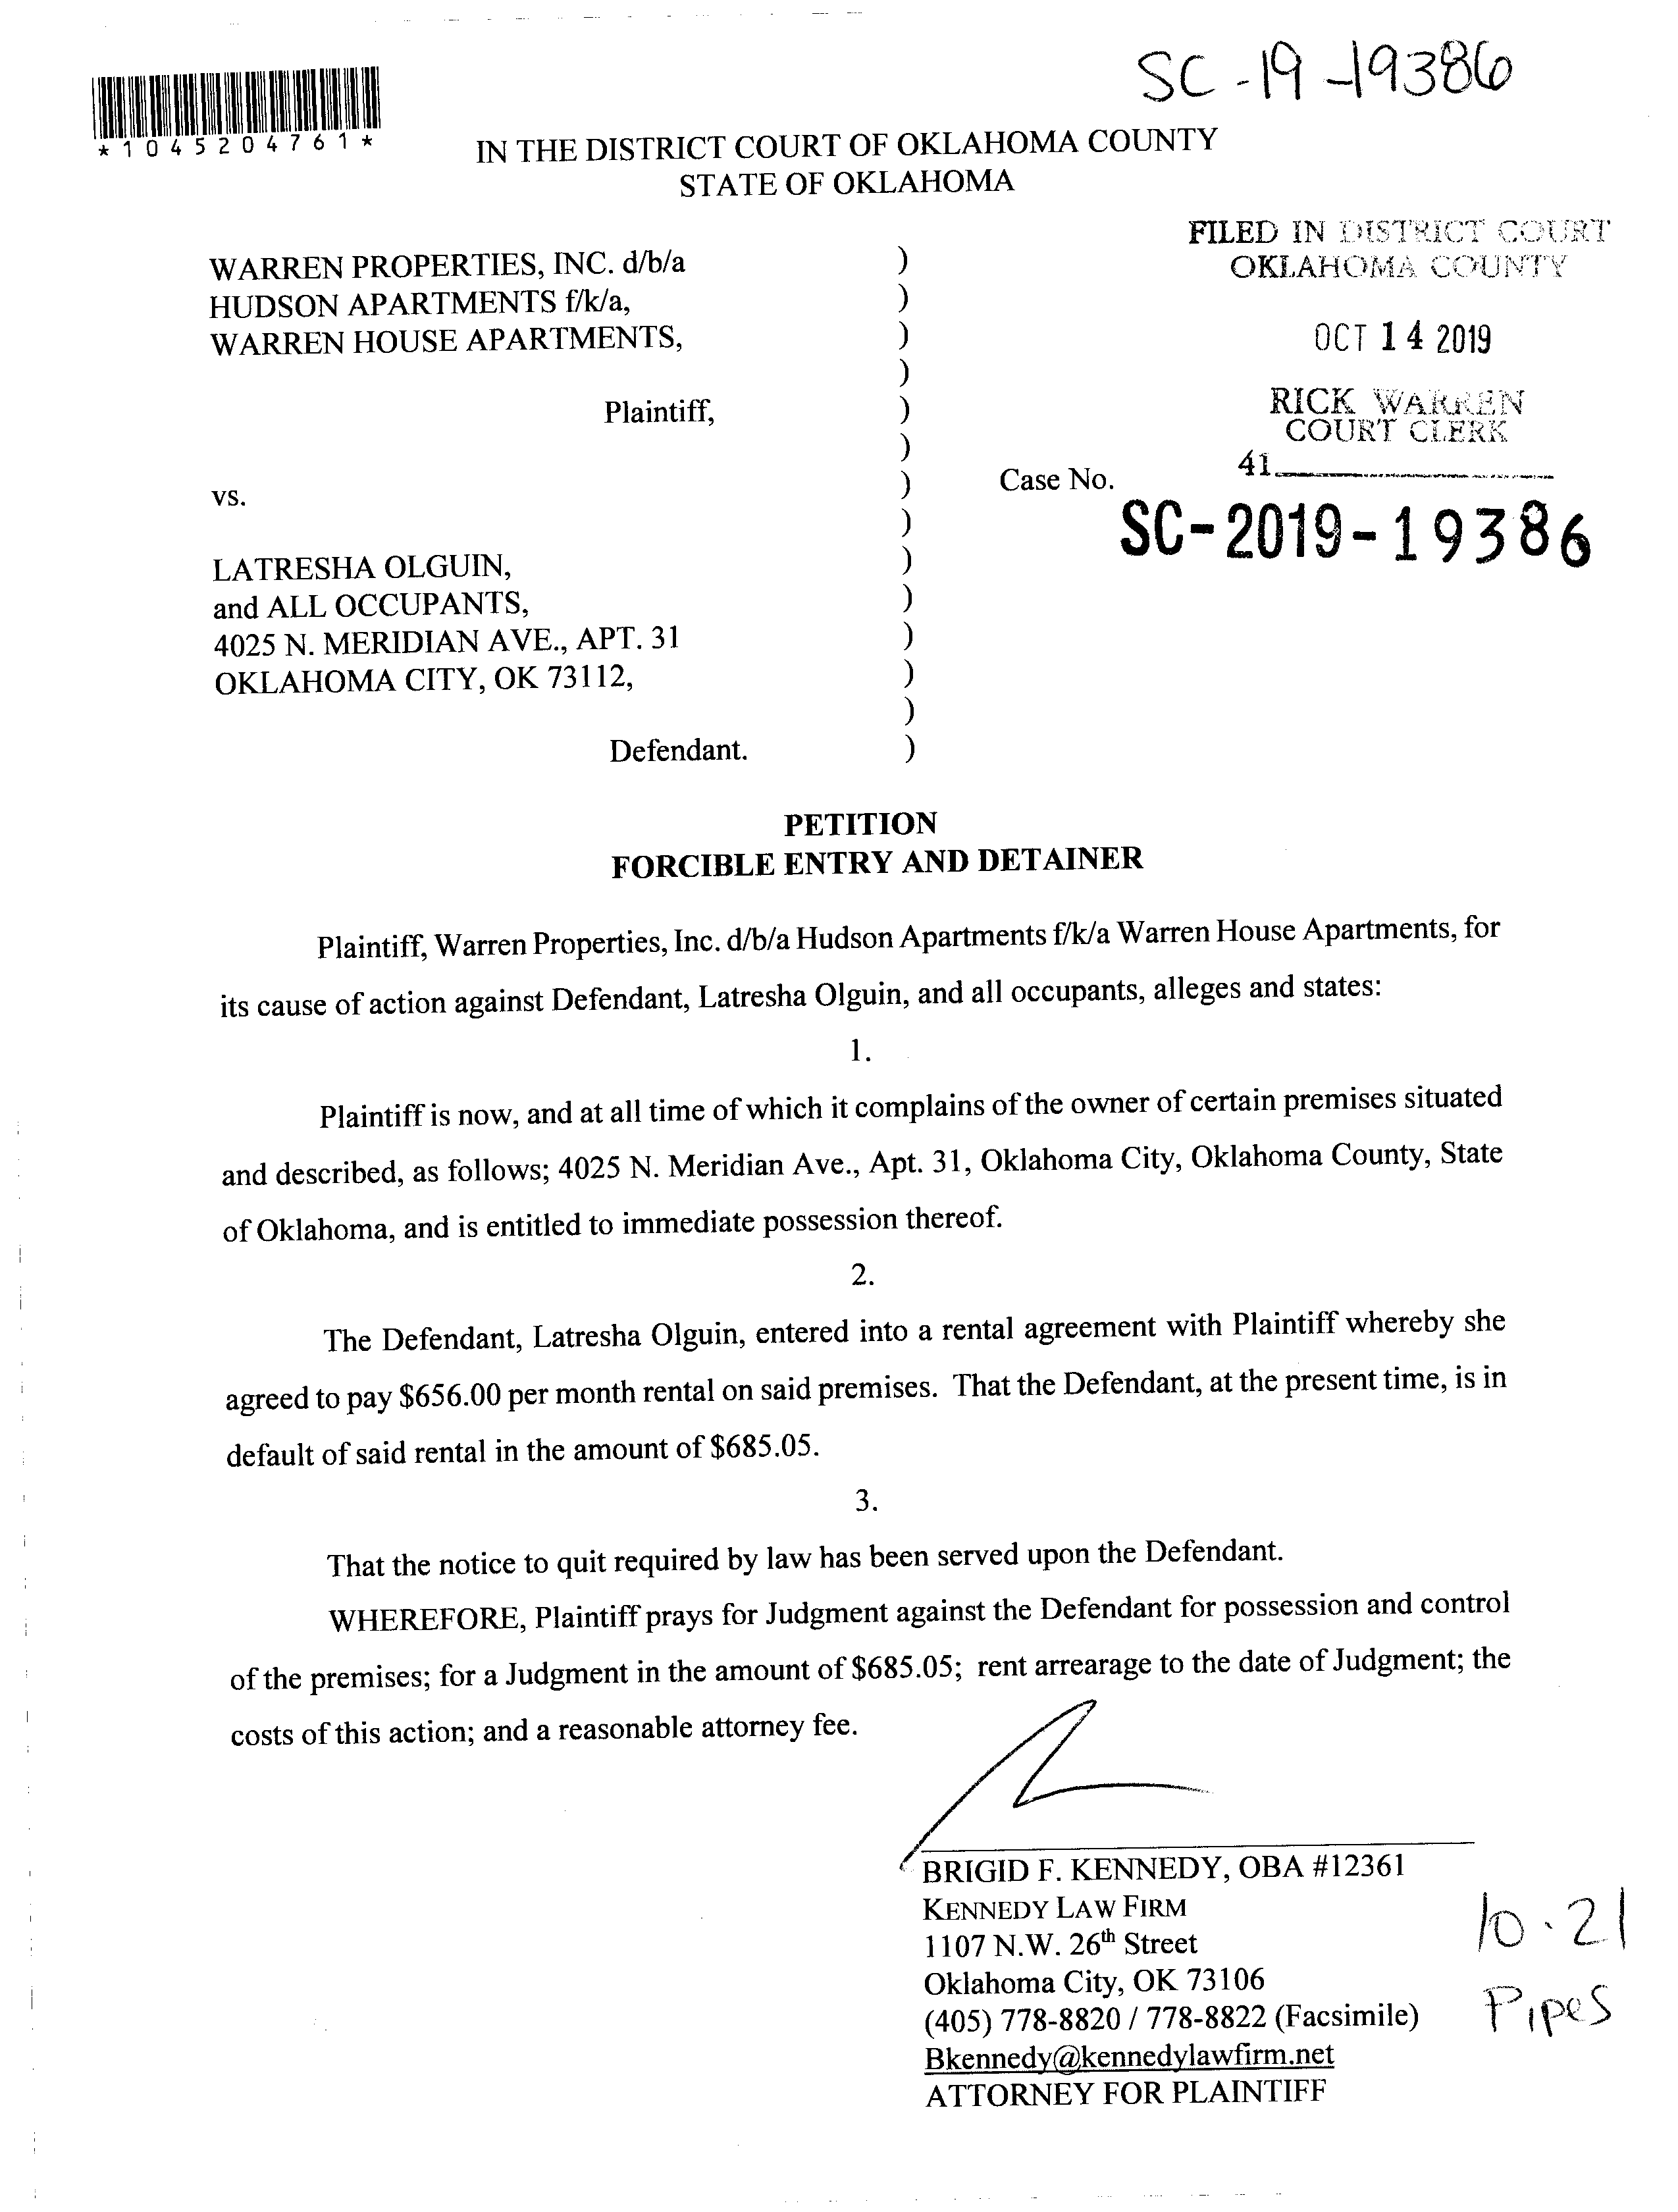 SC-19-19386
*1045204761*
IN THE DISTRICT COURT OF OKLAHOMA COUNTY
STATE OF OKLAHOMA
FILED IN DISTRICT COURT
OKLAHOMA COUNTY
OCT 14 2019
RICK WARREN
COURT CLERK
41
WARREN PROPERTIES, INC. d/b/a )
HUDSON APARTMENTS f/k/a, )
WARREN HOUSE APARTMENTS, )
)
Plaintiff, )
)
vs. ) Case No.
SC-2019-19386
)
LATRESHA OLGUIN, )
and ALL OCCUPANTS, )
4025 N. MERIDIAN AVE., APT. 31 )
OKLAHOMA CITY, OK 73112, )
)
Defendant. )
PETITION
FORCIBLE ENTRY AND DETAINER
Plaintiff, Warren Properties, Inc. d/b/a Hudson Apartments f/k/a Warren House Apartments, for
its cause of action against Defendant, Latresha Olguin, and all occupants, alleges and states:
1.
Plaintiff is now, and at all time of which it complains of the owner of certain premises situated
and described, as follows; 4025 N. Meridian Ave., Apt. 31, Oklahoma City, Oklahoma County, State
of Oklahoma, and is entitled to immediate possession thereof.
2.
The Defendant, Latresha Olguin, entered into a rental agreement with Plaintiff whereby she
agreed to pay $656.00 per month rental on said premises. That the Defendant, at the present time, is in
default of said rental in the amount of $685.05.
3.
That the notice to quit required by law has been served upon the Defendant.
WHEREFORE, Plaintiff prays for Judgment against the Defendant for possession and control
of the premises; for a Judgment in the amount of $685.05; rent arrearage to the date of Judgment; the
costs of this action; and a reasonable attorney fee.
BRIGID F. KENNEDY, OBA #12361
KENNEDY LAW FIRM
1107 N.W. 26th Street
Oklahoma City, OK 73106
(405) 778-8820 / 778-8822 (Facsimile)
Bkennedy@kennedylawfirm.net
ATTORNEY FOR PLAINTIFF
10.21
Pipes